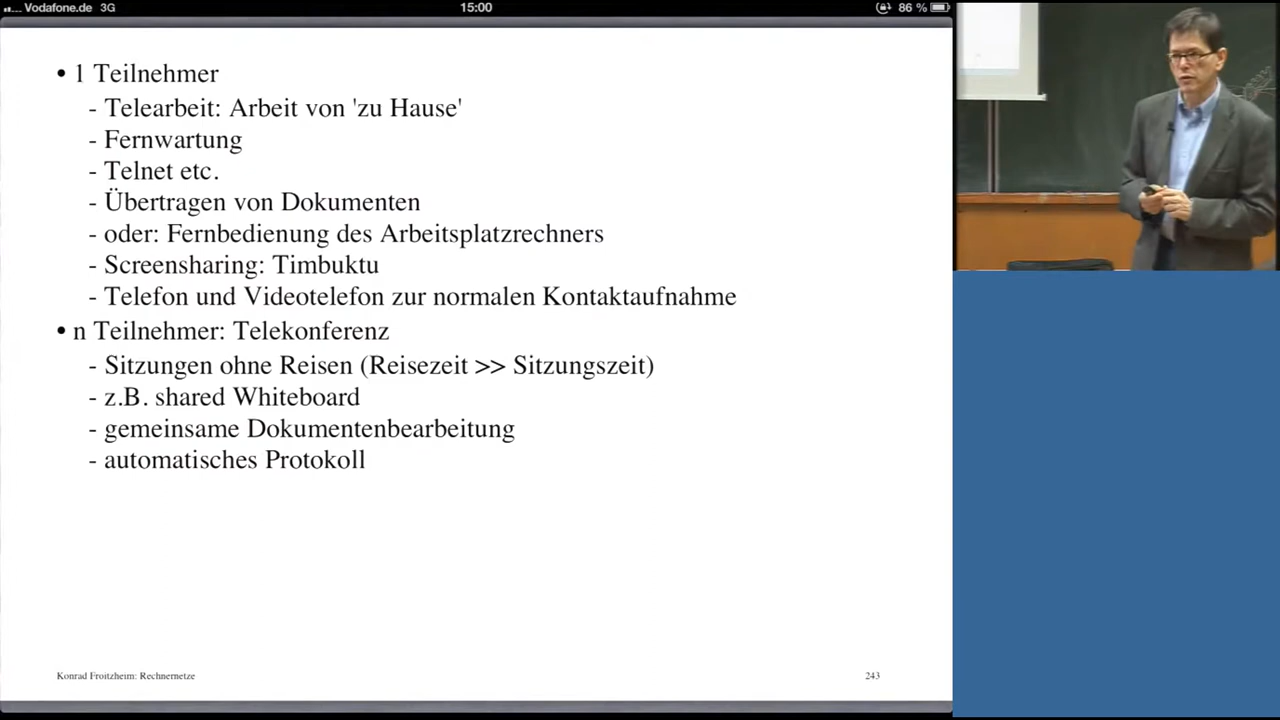 Vodafone.de 3G 15:00 86 %
• 1 Teilnehmer
- Telearbeit: Arbeit von 'zu Hause'
- Fernwartung
- Telnet etc.
- Übertragen von Dokumenten
- oder: Fernbedienung des Arbeitsplatzrechners
- Screensharing: Timbuktu
- Telefon und Videotelefon zur normalen Kontaktaufnahme
• n Teilnehmer: Telekonferenz
- Sitzungen ohne Reisen (Reisezeit >> Sitzungszeit)
- z.B. shared Whiteboard
- gemeinsame Dokumentenbearbeitung
- automatisches Protokoll
Konrad Froitzheim: Rechnernetze 243